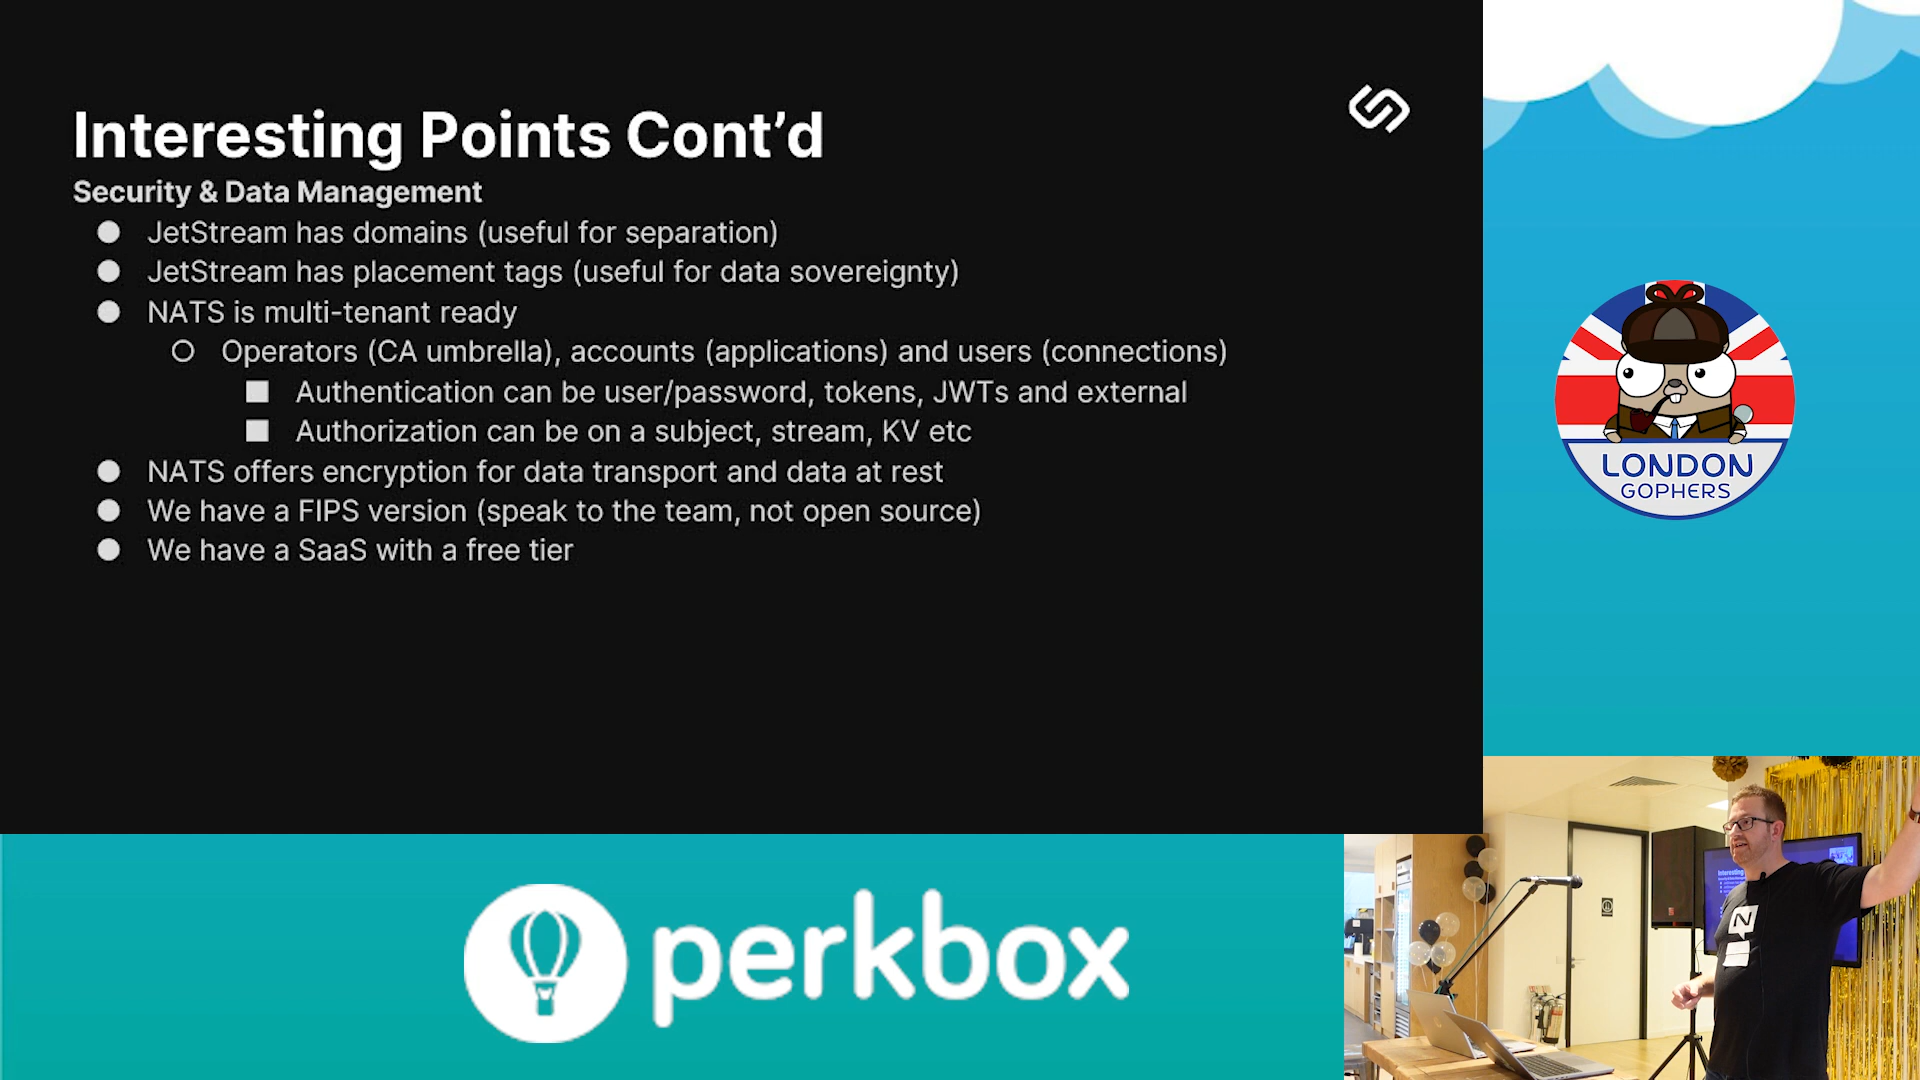 Interesting Points Cont’d
Security & Data Management
● JetStream has domains (useful for separation)
● JetStream has placement tags (useful for data sovereignty)
● NATS is multi-tenant ready
○ Operators (CA umbrella), accounts (applications) and users (connections)
■ Authentication can be user/password, tokens, JWTs and external
■ Authorization can be on a subject, stream, KV etc
● NATS offers encryption for data transport and data at rest
● We have a FIPS version (speak to the team, not open source)
● We have a SaaS with a free tier
LONDON
GOPHERS
perkbox
N
Interesting